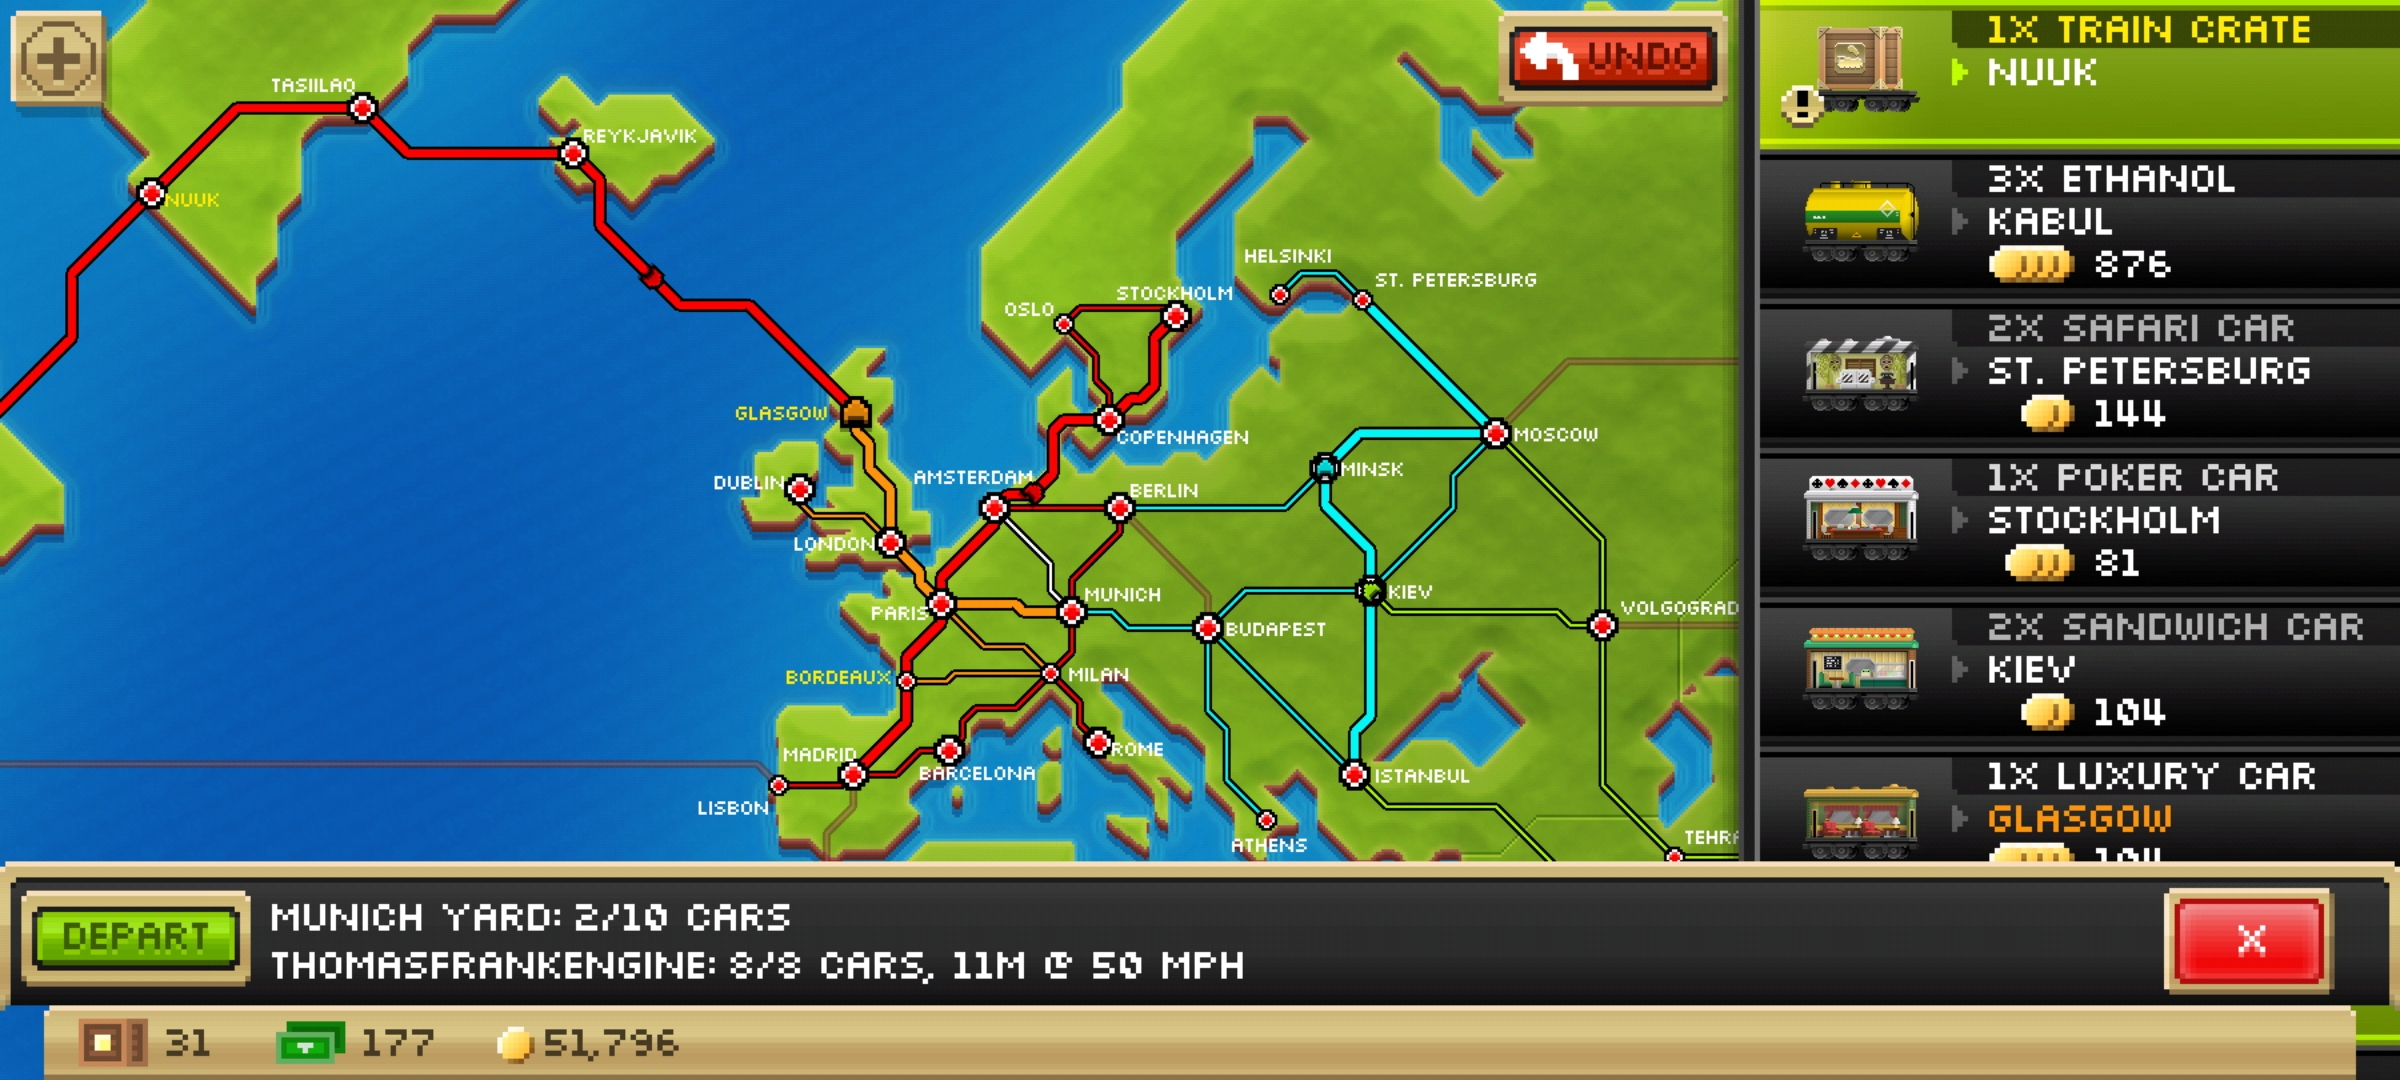 UNDO
TASIILAQ
REYKJAVIK
NUUK
HELSINKI
ST. PETERSBURG
STOCKHOLM
OSLO
GLASGOW
COPENHAGEN
MOSCOW
MINSK
AMSTERDAM
BERLIN
DUBLIN
LONDON
PARIS
MUNICH
KIEV
VOLGOGRAD
BUDAPEST
BORDEAUX
MILAN
MADRID
BARCELONA
ROME
ISTANBUL
LISBON
ATHENS
TEHR
1X TRAIN CRATE
NUUK
3X ETHANOL
KABUL
876
2X SAFARI CAR
ST. PETERSBURG
144
1X POKER CAR
STOCKHOLM
81
2X SANDWICH CAR
KIEV
104
1X LUXURY CAR
GLASGOW
104
DEPART
MUNICH YARD: 2/10 CARS
THOMASFRANKENGINE: 8/8 CARS, 11M @ 50 MPH
X
31
177
51,796